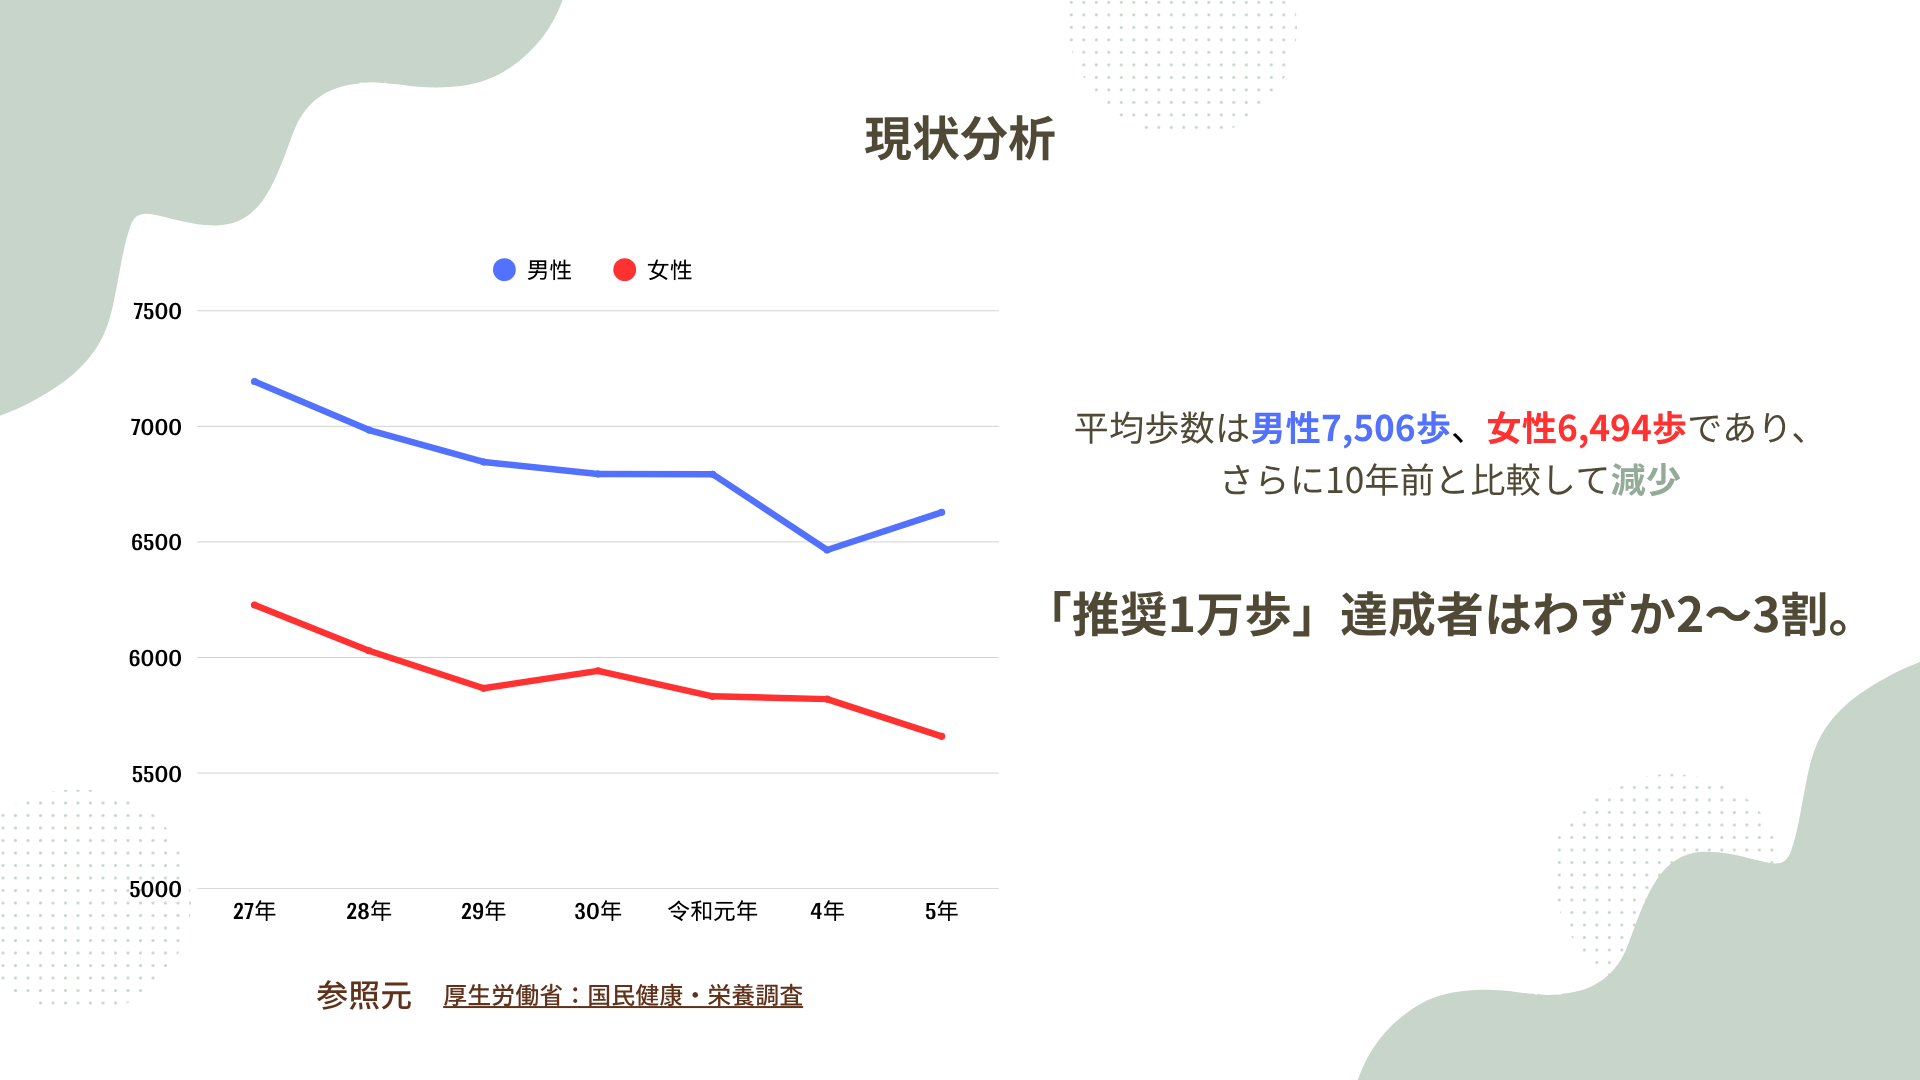 現状分析
男性 女性
7500
7000
6500
6000
5500
5000
27年 28年 29年 30年 令和元年 4年 5年
参照元 厚生労働省：国民健康・栄養調査
平均歩数は男性7,506歩、女性6,494歩であり、
さらに10年前と比較して減少
「推奨1万歩」達成者はわずか2〜3割。